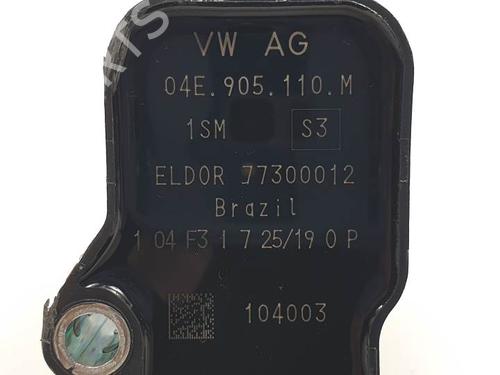 VW AG
04E.905.110.M
1SM S3
ELDOR 77300012
Brazil
1 04 F3 1 7 25/19 0 P
104003